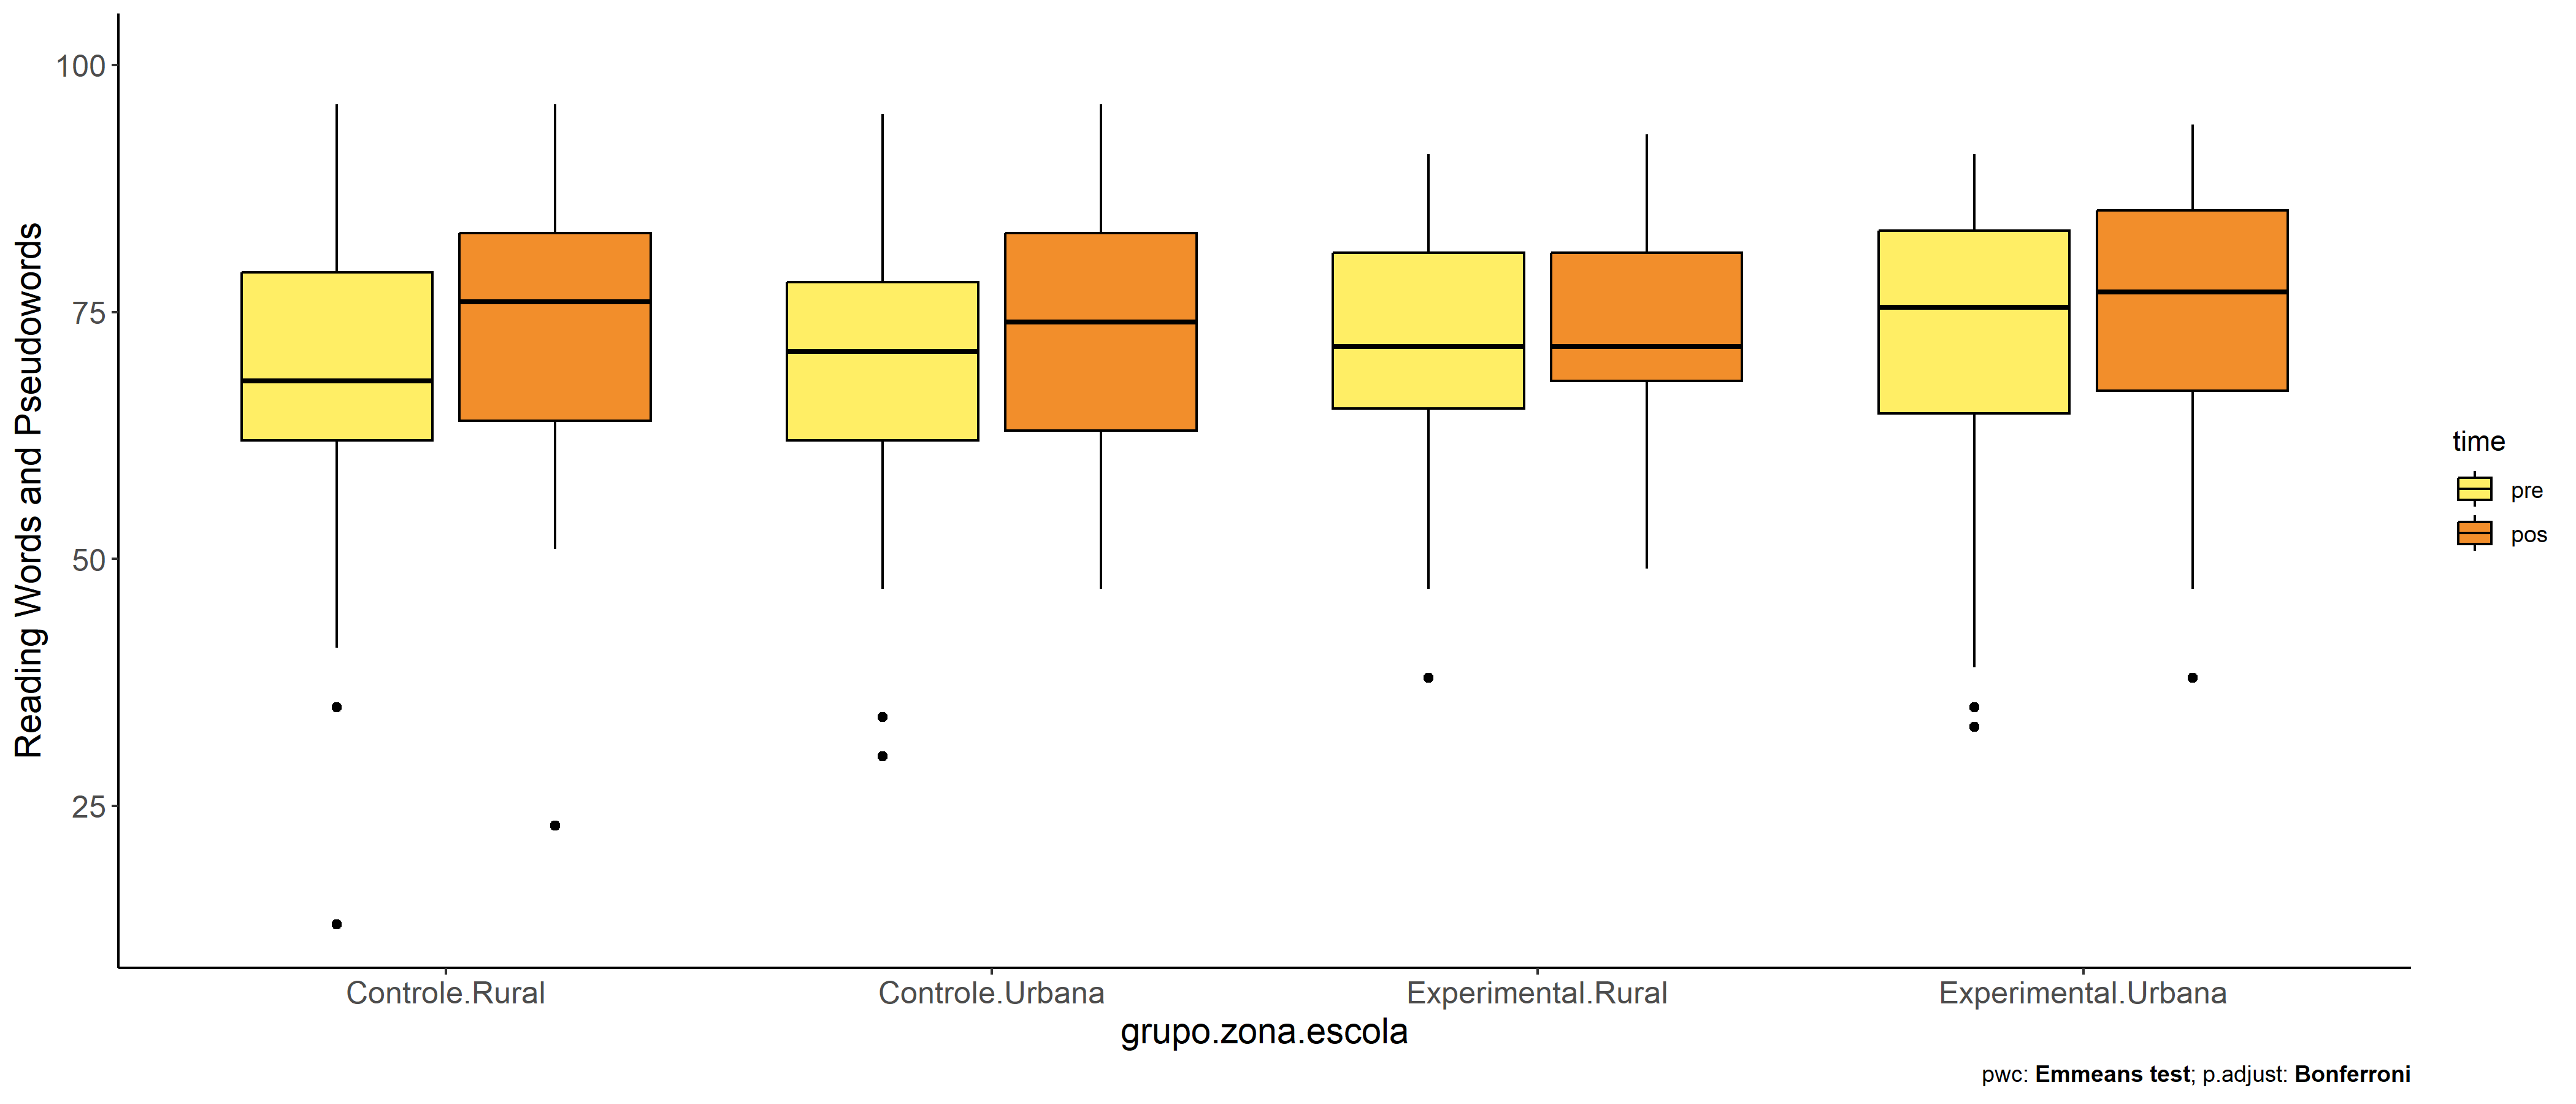 Reading Words and Pseudowords
100
75
50
25
Controle.Rural
Controle.Urbana
Experimental.Rural
Experimental.Urbana
grupo.zona.escola
time
pre
pos
pwc: Emmeans test; p.adjust: Bonferroni